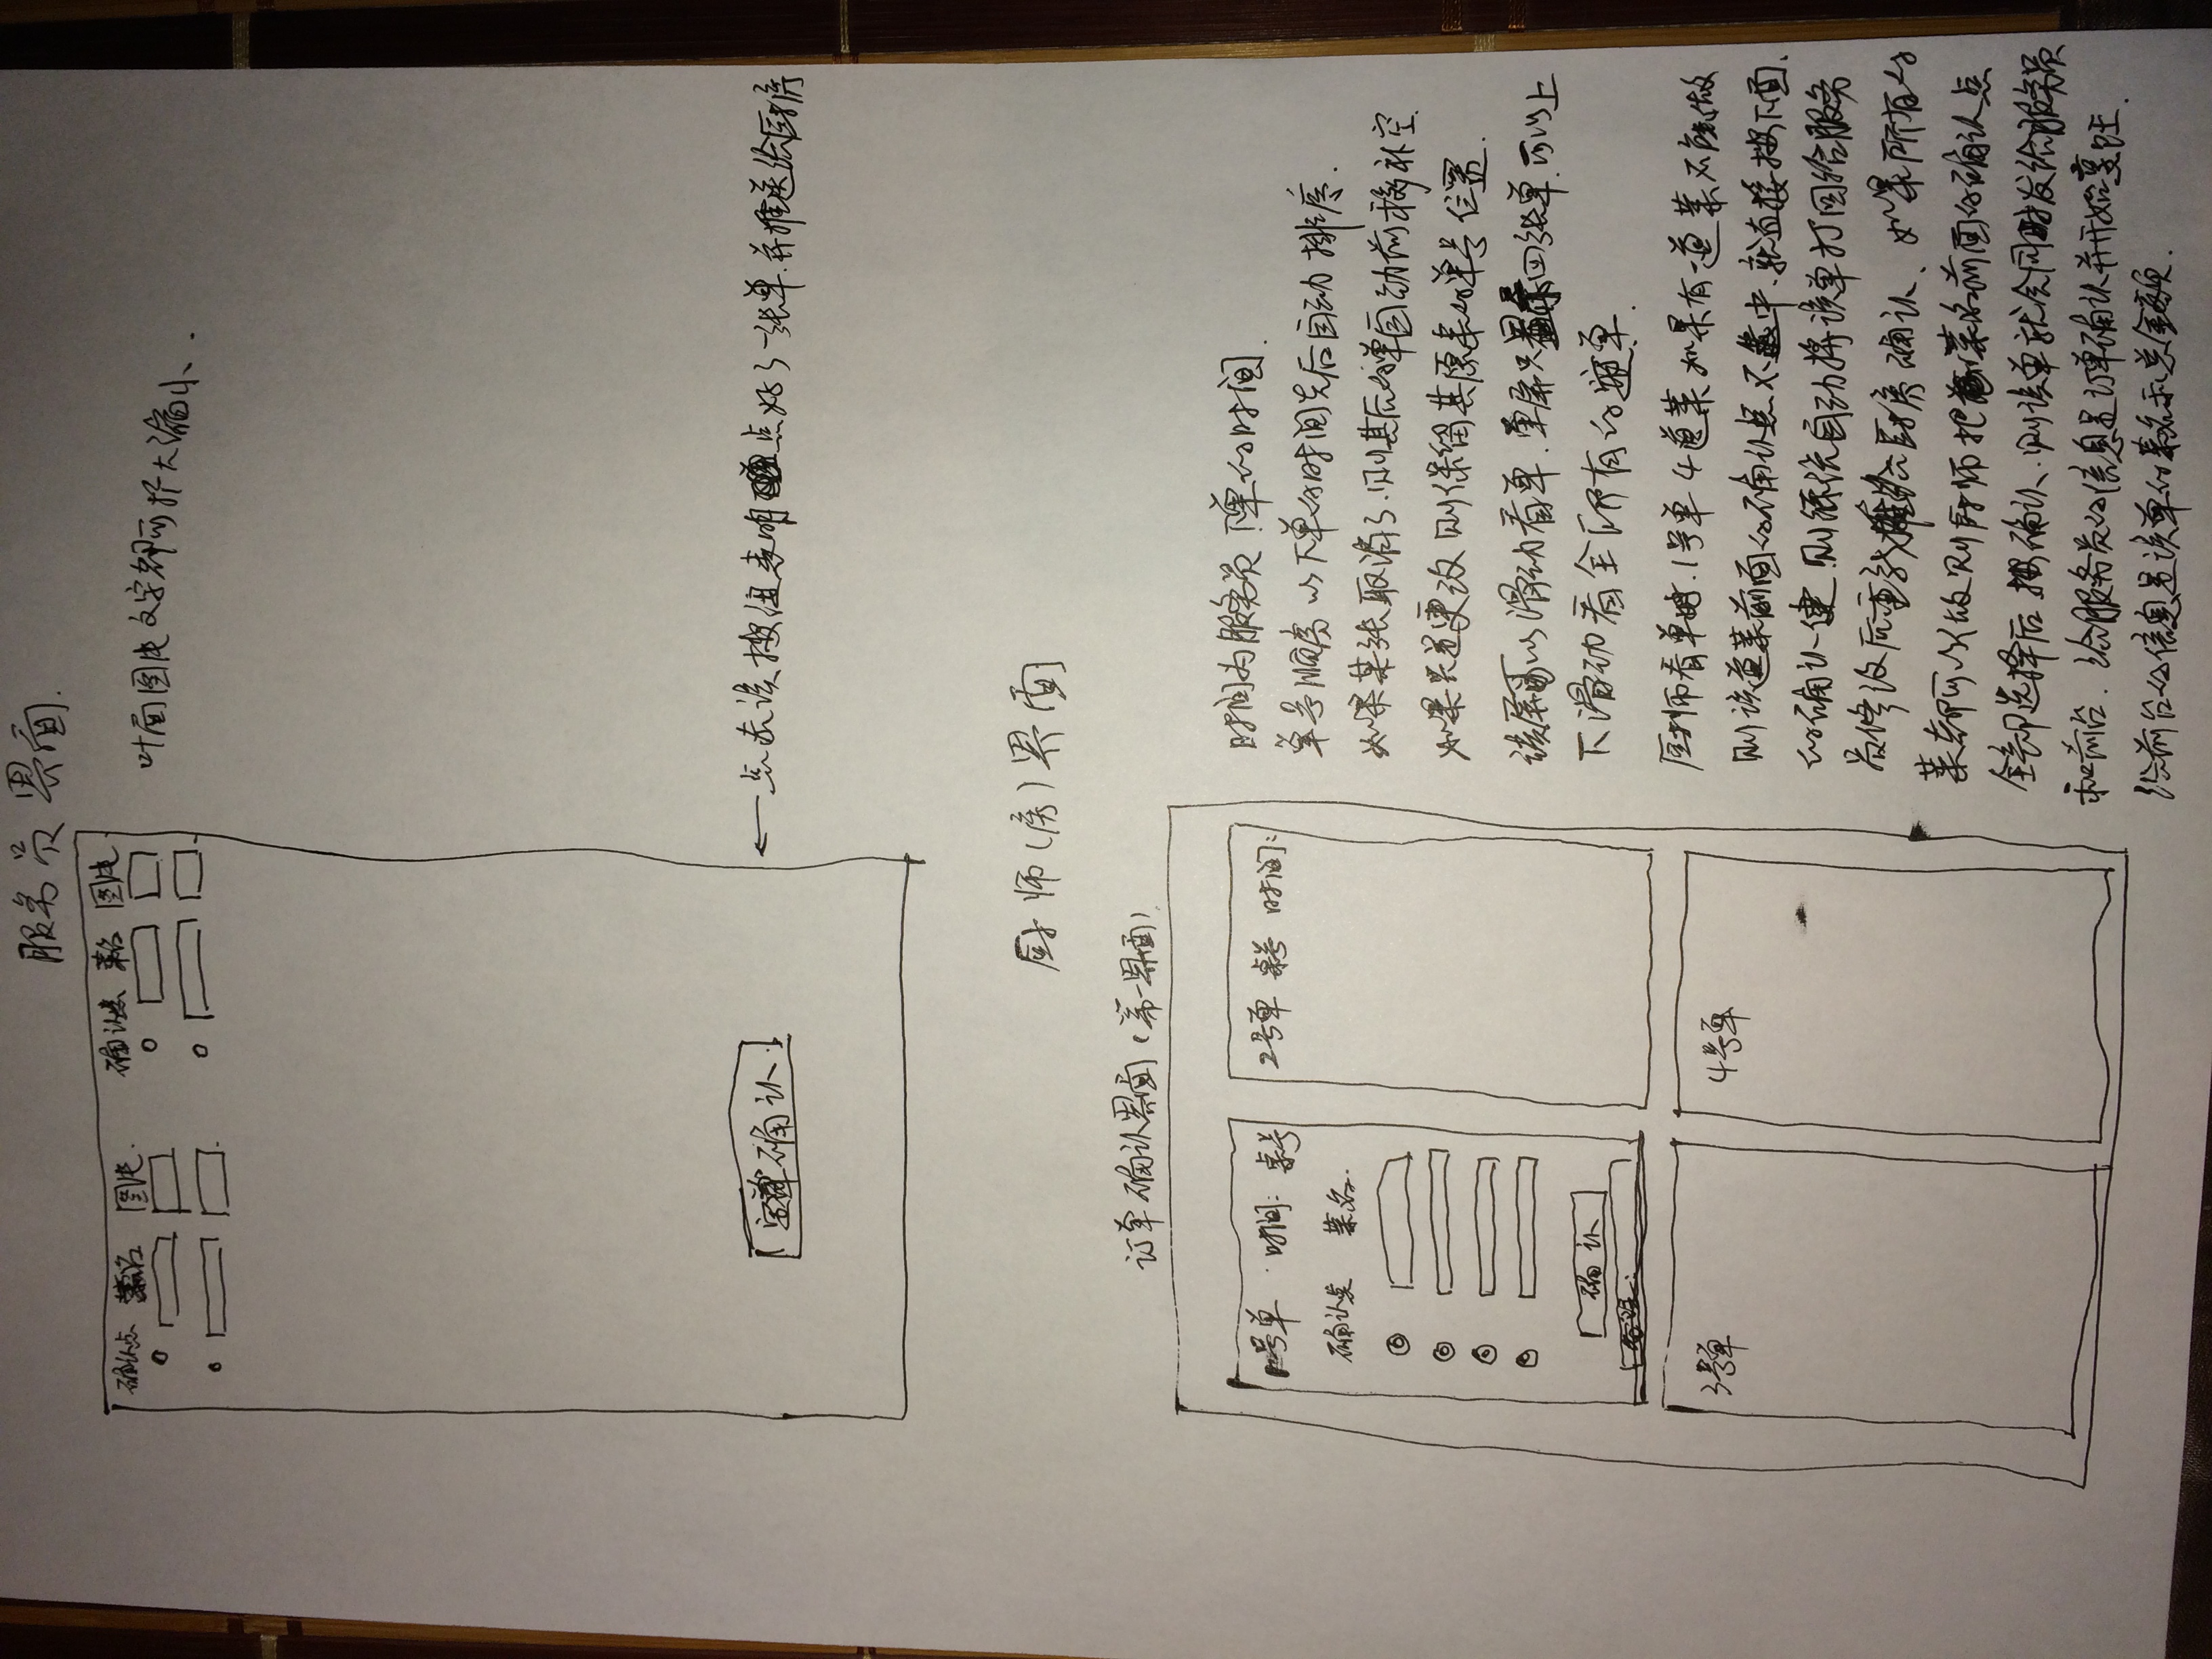 服务员界面.
确认点 菜名 图片. 确认点 菜名 图片
叶面图片文字都可扩大缩小.
定单确认.
点击该按钮表明点好了一张单.并推送给厨房
厨师(房)界面
订单确认界面(第一界面)
1号单 时间: 桌号
确认点 菜名.
确认
备注:
2号单 桌号 时间:
3号单
4号单
时间为服务员下单的时间.
单号顺序以下单的时间先后自动排序.
如果某张取消了.则其后的单自动前移补空.
如果只是更改则保留其原来的单号位置.
该屏可以滑动看单.单屏只显示四张单.可以上
下滑动看全部所有的单.
厨师看单时.1号单4道菜如果有一道菜不能做
则该道菜前面的确认点不选中.就直接按下面.
的确认键则系统自动将该单打回给服务
员修改后重新推给厨房确认、如果所有的
菜都可以做则厨师把菜名前面的确认点
全部选择后按确认.则该单就会同时发给服务员
和前台.给服务员的信息是订单确认并开始烹饪.
给前台的信息是该单的菜名和总金额.